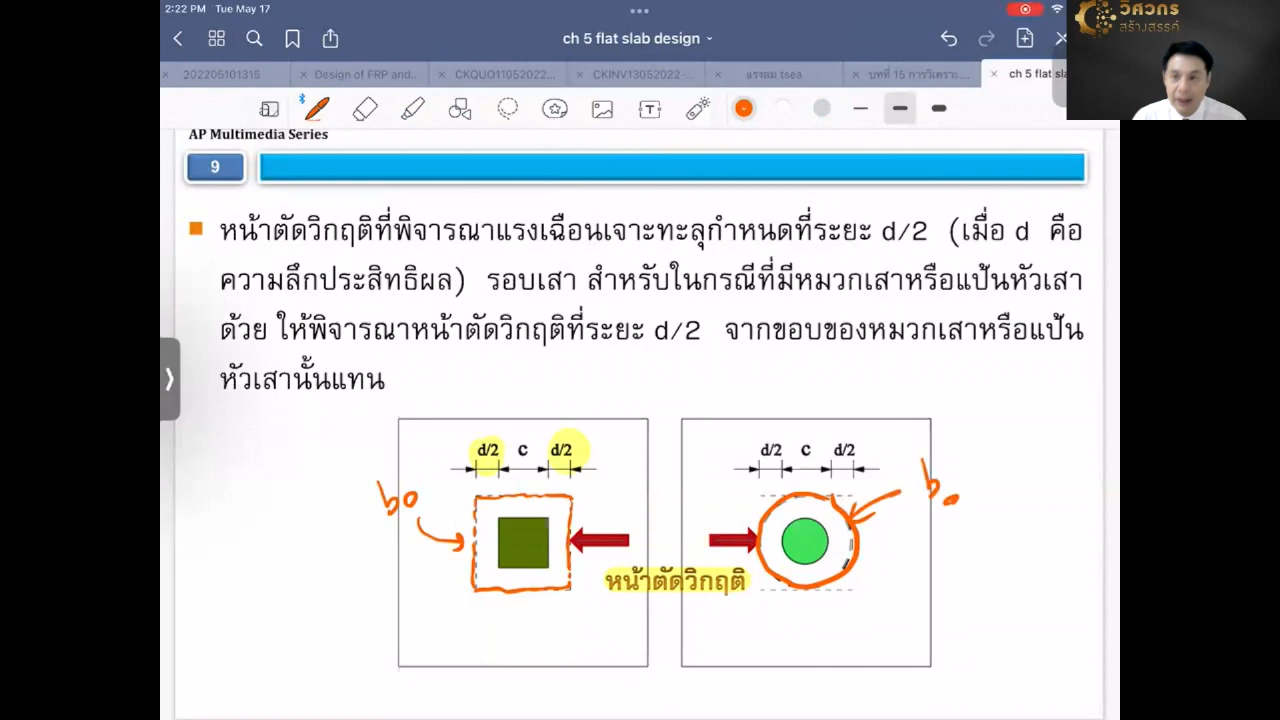 2:22 PM Tue May 17
วิศวกร
สร้างสรรค์
ch 5 flat slab design
202205101315
Design of FRP and..
CKQUO11052022...
CKINV13052022-...
แรงลม tsea
บทที่ 15 การวิเคราะ...
ch 5 flat sla
AP Multimedia Series
9
หน้าตัดวิกฤติที่พิจารณาแรงเฉือนเจาะทะลุกำหนดที่ระยะ d/2 (เมื่อ d คือ
ความลึกประสิทธิผล) รอบเสา สำหรับในกรณีที่มีหมวกเสาหรือแป้นหัวเสา
ด้วย ให้พิจารณาหน้าตัดวิกฤติที่ระยะ d/2 จากขอบของหมวกเสาหรือแป้น
หัวเสานั้นแทน
d/2 c d/2
d/2 c d/2
bo
bo
หน้าตัดวิกฤติ